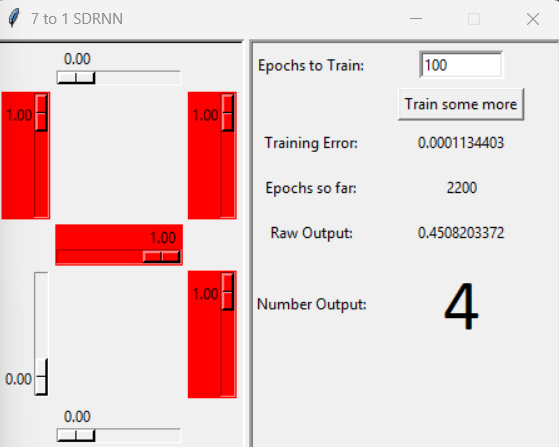 7 to 1 SDRNN
0.00
1.00
1.00
1.00
0.00
1.00
0.00
Epochs to Train:
100
Train some more
Training Error:
0.0001134403
Epochs so far:
2200
Raw Output:
0.4508203372
Number Output:
4